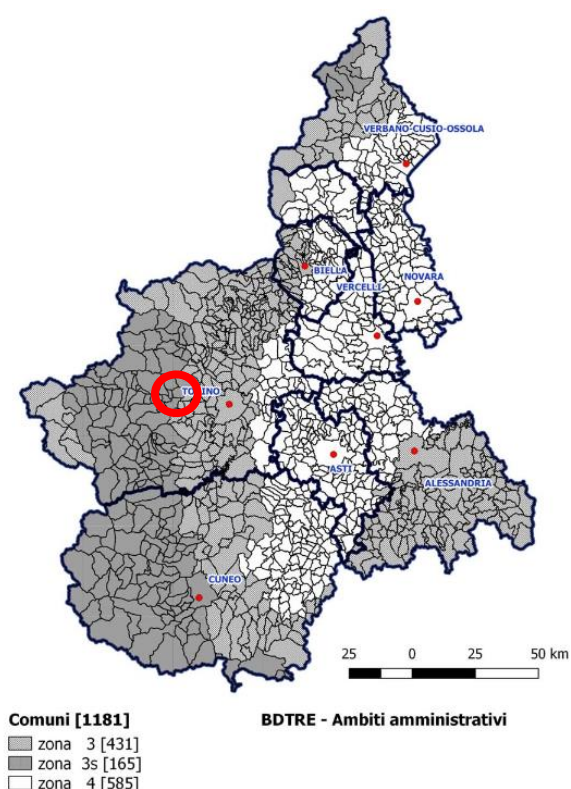 VERBANO-CUSIO-OSSOLA
BIELLA
NOVARA
VERCELLI
TORINO
ASTI
ALESSANDRIA
CUNEO
25 0 25 50 km
Comuni [1181]
BDTRE - Ambiti amministrativi
zona 3 [431]
zona 3s [165]
zona 4 [585]